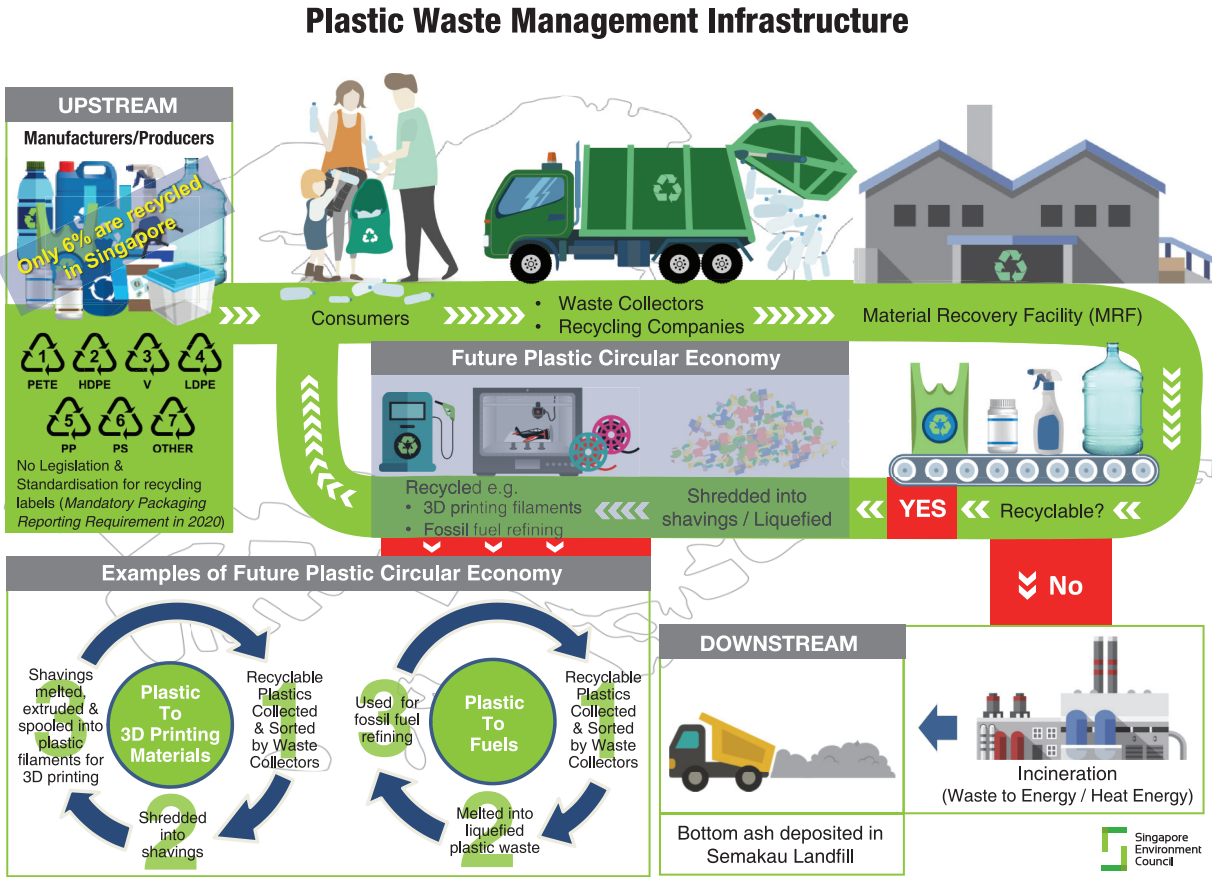 Plastic Waste Management Infrastructure
UPSTREAM
Manufacturers/Producers
Only 6% are recycled
in Singapore
1
PETE
2
HDPE
3
V
4
LDPE
5
PP
6
PS
7
OTHER
No Legislation &
Standardisation for recycling
labels (Mandatory Packaging
Reporting Requirement in 2020)
Consumers
• Waste Collectors
• Recycling Companies
Material Recovery Facility (MRF)
Future Plastic Circular Economy
Recycled e.g.
• 3D printing filaments
• Fossil fuel refining
Shredded into
shavings / Liquefied
YES
Recyclable?
No
Examples of Future Plastic Circular Economy
Plastic
To
3D Printing
Materials
1
Recyclable
Plastics
Collected
& Sorted
by Waste
Collectors
2
Shredded
into
shavings
3
Shavings
melted,
extruded &
spooled into
plastic
filaments for
3D printing
Plastic
To
Fuels
1
Recyclable
Plastics
Collected
& Sorted
by Waste
Collectors
2
Melted into
liquefied
plastic waste
3
Used for
fossil fuel
refining
DOWNSTREAM
Bottom ash deposited in
Semakau Landfill
Incineration
(Waste to Energy / Heat Energy)
Singapore
Environment
Council